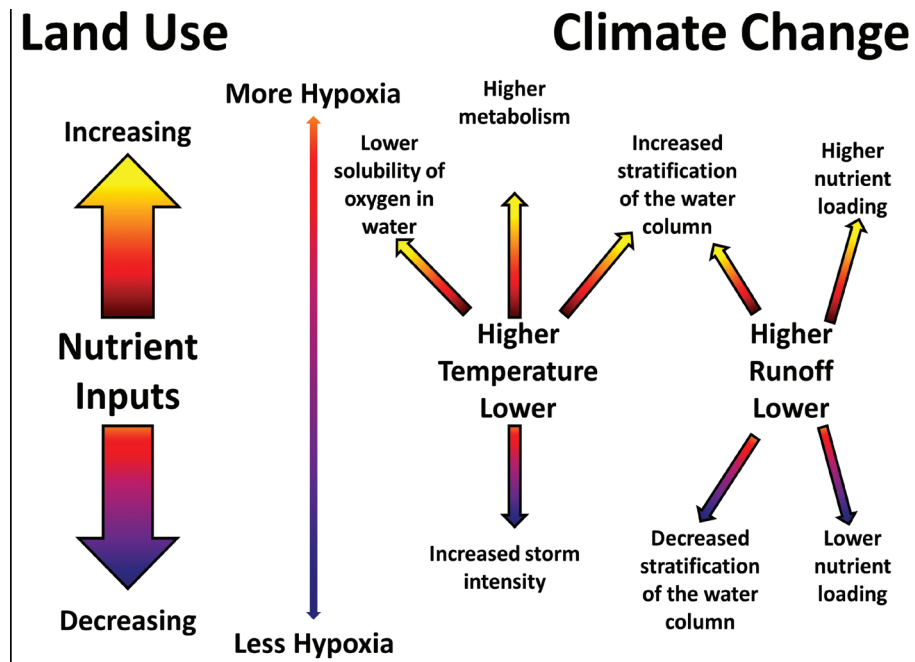 Land Use
Climate Change
More Hypoxia
Increasing
Higher
metabolism
Lower
solubility of
oxygen in
water
Increased
stratification
of the water
column
Higher
nutrient
loading
Nutrient
Inputs
Higher
Temperature
Lower
Higher
Runoff
Lower
Increased storm
intensity
Decreased
stratification
of the water
column
Lower
nutrient
loading
Decreasing
Less Hypoxia